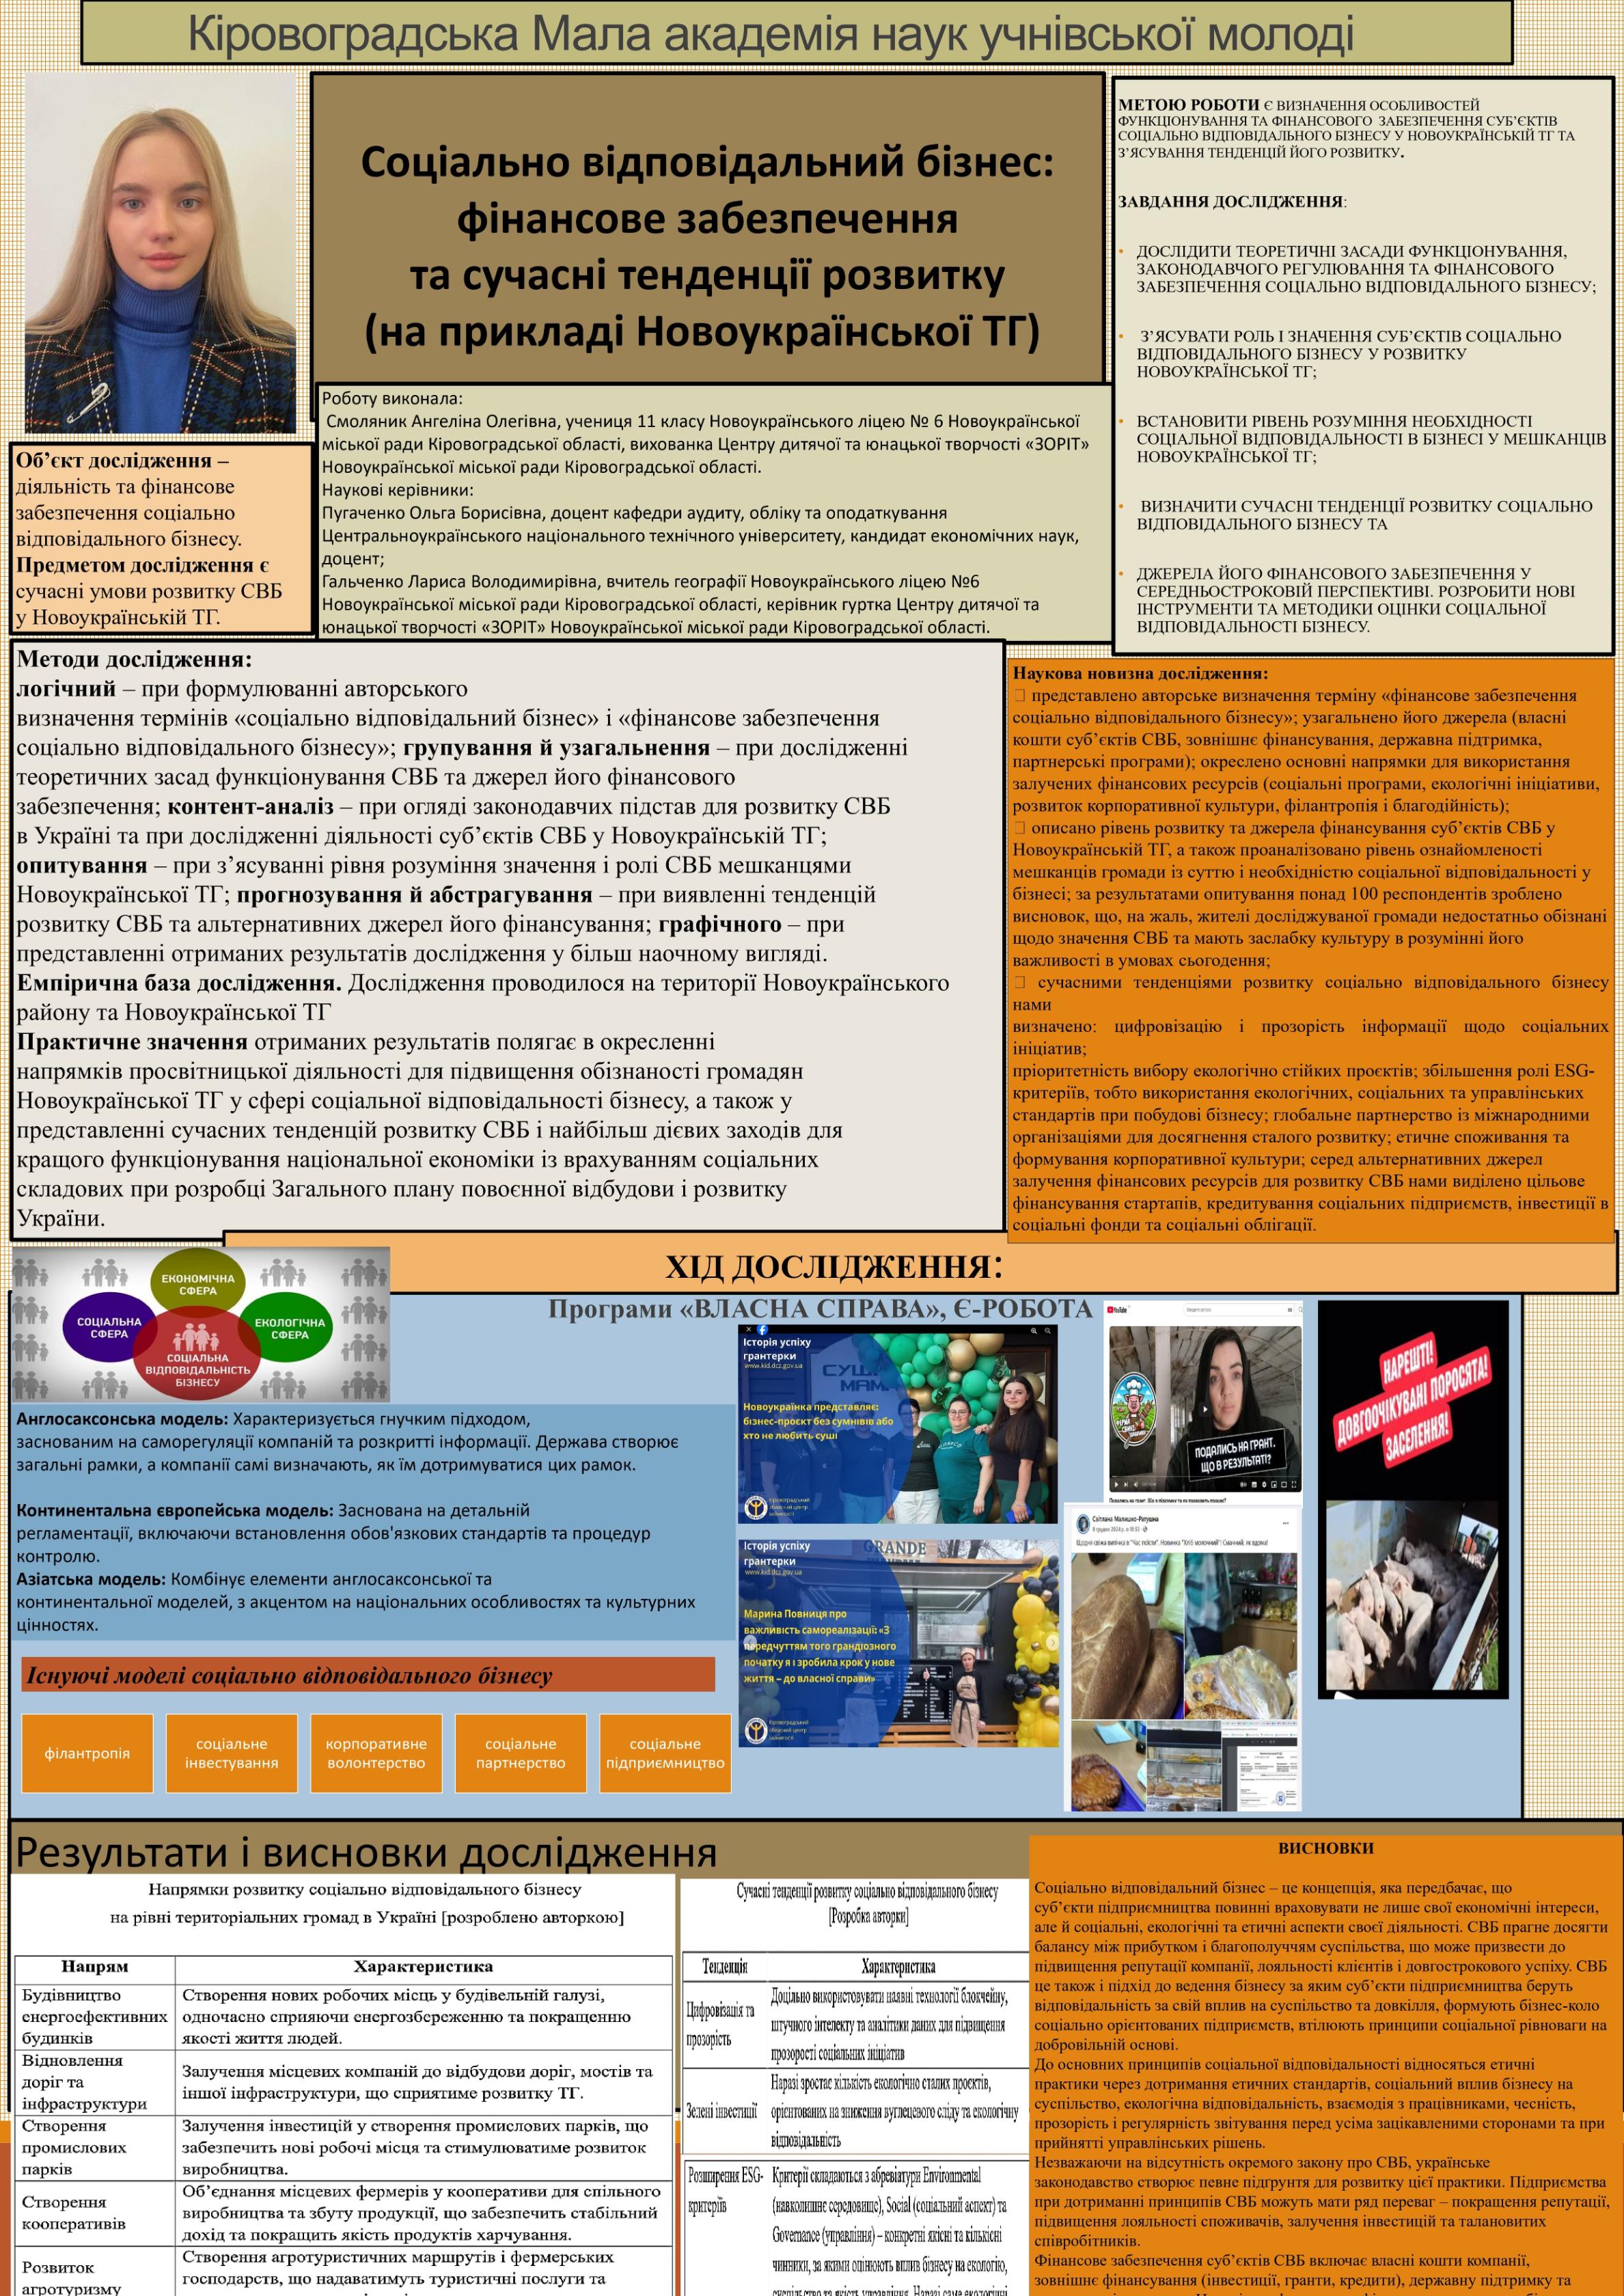 Кіровоградська Мала академія наук учнівської молоді
Соціально відповідальний бізнес:
фінансове забезпечення
та сучасні тенденції розвитку
(на прикладі Новоукраїнської ТГ)
МЕТОЮ РОБОТИ Є ВИЗНАЧЕННЯ ОСОБЛИВОСТЕЙ
ФУНКЦІОНУВАННЯ ТА ФІНАНСОВОГО ЗАБЕЗПЕЧЕННЯ СУБ’ЄКТІВ
СОЦІАЛЬНО ВІДПОВІДАЛЬНОГО БІЗНЕСУ У НОВОУКРАЇНСЬКІЙ ТГ ТА
З’ЯСУВАННЯ ТЕНДЕНЦІЙ ЙОГО РОЗВИТКУ.
ЗАВДАННЯ ДОСЛІДЖЕННЯ:
• ДОСЛІДИТИ ТЕОРЕТИЧНІ ЗАСАДИ ФУНКЦІОНУВАННЯ,
ЗАКОНОДАВЧОГО РЕГУЛЮВАННЯ ТА ФІНАНСОВОГО
ЗАБЕЗПЕЧЕННЯ СОЦІАЛЬНО ВІДПОВІДАЛЬНОГО БІЗНЕСУ;
• З’ЯСУВАТИ РОЛЬ І ЗНАЧЕННЯ СУБ’ЄКТІВ СОЦІАЛЬНО
ВІДПОВІДАЛЬНОГО БІЗНЕСУ У РОЗВИТКУ
НОВОУКРАЇНСЬКОЇ ТГ;
• ВСТАНОВИТИ РІВЕНЬ РОЗУМІННЯ НЕОБХІДНОСТІ
СОЦІАЛЬНОЇ ВІДПОВІДАЛЬНОСТІ В БІЗНЕСІ У МЕШКАНЦІВ
НОВОУКРАЇНСЬКОЇ ТГ;
• ВИЗНАЧИТИ СУЧАСНІ ТЕНДЕНЦІЇ РОЗВИТКУ СОЦІАЛЬНО
ВІДПОВІДАЛЬНОГО БІЗНЕСУ ТА
• ДЖЕРЕЛА ЙОГО ФІНАНСОВОГО ЗАБЕЗПЕЧЕННЯ У
СЕРЕДНЬОСТРОКОВІЙ ПЕРСПЕКТИВІ. РОЗРОБИТИ НОВІ
ІНСТРУМЕНТИ ТА МЕТОДИКИ ОЦІНКИ СОЦІАЛЬНОЇ
ВІДПОВІДАЛЬНОСТІ БІЗНЕСУ.
Роботу виконала:
Смоляник Ангеліна Олегівна, учениця 11 класу Новоукраїнського ліцею № 6 Новоукраїнської
міської ради Кіровоградської області, вихованка Центру дитячої та юнацької творчості «ЗОРІТ»
Новоукраїнської міської ради Кіровоградської області.
Наукові керівники:
Пугаченко Ольга Борисівна, доцент кафедри аудиту, обліку та оподаткування
Центральноукраїнського національного технічного університету, кандидат економічних наук,
доцент;
Гальченко Лариса Володимирівна, вчитель географії Новоукраїнського ліцею №6
Новоукраїнської міської ради Кіровоградської області, керівник гуртка Центру дитячої та
юнацької творчості «ЗОРІТ» Новоукраїнської міської ради Кіровоградської області.
Об’єкт дослідження –
діяльність та фінансове
забезпечення соціально
відповідального бізнесу.
Предметом дослідження є
сучасні умови розвитку СВБ
у Новоукраїнській ТГ.
Методи дослідження:
логічний – при формулюванні авторського
визначення термінів «соціально відповідальний бізнес» і «фінансове забезпечення
соціально відповідального бізнесу»; групування й узагальнення – при дослідженні
теоретичних засад функціонування СВБ та джерел його фінансового
забезпечення; контент-аналіз – при огляді законодавчих підстав для розвитку СВБ
в Україні та при дослідженні діяльності суб’єктів СВБ у Новоукраїнській ТГ;
опитування – при з’ясуванні рівня розуміння значення і ролі СВБ мешканцями
Новоукраїнської ТГ; прогнозування й абстрагування – при виявленні тенденцій
розвитку СВБ та альтернативних джерел його фінансування; графічного – при
представленні отриманих результатів дослідження у більш наочному вигляді.
Емпірична база дослідження. Дослідження проводилося на території Новоукраїнського
району та Новоукраїнської ТГ
Практичне значення отриманих результатів полягає в окресленні
напрямків просвітницької діяльності для підвищення обізнаності громадян
Новоукраїнської ТГ у сфері соціальної відповідальності бізнесу, а також у
представленні сучасних тенденцій розвитку СВБ і найбільш дієвих заходів для
кращого функціонування національної економіки із врахуванням соціальних
складових при розробці Загального плану повоєнної відбудови і розвитку
України.
Наукова новизна дослідження:
представлено авторське визначення терміну «фінансове забезпечення
соціально відповідального бізнесу»; узагальнено його джерела (власні
кошти суб’єктів СВБ, зовнішнє фінансування, державна підтримка,
партнерські програми); окреслено основні напрямки для використання
залучених фінансових ресурсів (соціальні програми, екологічні ініціативи,
розвиток корпоративної культури, філантропія і благодійність);
описано рівень розвитку та джерела фінансування суб’єктів СВБ у
Новоукраїнській ТГ, а також проаналізовано рівень ознайомленості
мешканців громади із суттю і необхідністю соціальної відповідальності у
бізнесі; за результатами опитування понад 100 респондентів зроблено
висновок, що, на жаль, жителі досліджуваної громади недостатньо обізнані
щодо значення СВБ та мають заслабку культуру в розумінні його
важливості в умовах сьогодення;
сучасними тенденціями розвитку соціально відповідального бізнесу
нами
визначено: цифровізацію і прозорість інформації щодо соціальних
ініціатив;
пріоритетність вибору екологічно стійких проєктів; збільшення ролі ESG-
критеріїв, тобто використання екологічних, соціальних та управлінських
стандартів при побудові бізнесу; глобальне партнерство із міжнародними
організаціями для досягнення сталого розвитку; етичне споживання та
формування корпоративної культури; серед альтернативних джерел
залучення фінансових ресурсів для розвитку СВБ нами виділено цільове
фінансування стартапів, кредитування соціальних підприємств, інвестиції в
соціальні фонди та соціальні облігації.
ХІД ДОСЛІДЖЕННЯ:
ЕКОНОМІЧНА
СФЕРА
СОЦІАЛЬНА
СФЕРА
ЕКОЛОГІЧНА
СФЕРА
СОЦІАЛЬНА
ВІДПОВІДАЛЬНІСТЬ
БІЗНЕСУ
Програми «ВЛАСНА СПРАВА», Є-РОБОТА
Англосаксонська модель: Характеризується гнучким підходом,
заснованим на саморегуляції компаній та розкритті інформації. Держава створює
загальні рамки, а компанії самі визначають, як їм дотримуватися цих рамок.
Континентальна європейська модель: Заснована на детальній
регламентації, включаючи встановлення обов'язкових стандартів та процедур
контролю.
Азіатська модель: Комбінує елементи англосаксонської та
континентальної моделей, з акцентом на національних особливостях та культурних
цінностях.
Існуючі моделі соціально відповідального бізнесу
філантропія
соціальне
інвестування
корпоративне
волонтерство
соціальне
партнерство
соціальне
підприємництво
Історія успіху
грантерки
www.kid.dcz.gov.ua
Новоукраїнка представляє:
бізнес-проєкт без сумнівів або
хто не любить суші
Кіровоградський
обласний центр
зайнятості
Історія успіху
грантерки
www.kid.dcz.gov.ua
GRANDE
Марина Повниця про
важливість самореалізації: «З
передчуттям того грандіозного
початку я і зробила крок у нове
життя – до власної справи»
Кіровоградський
обласний центр
зайнятості
YouTube
ПОДАЛИСЬ НА ГРАНТ.
ЩО В РЕЗУЛЬТАТІ?
Світлана Малишко-Ратушна
8 грудня 2024 р. о 18:53
НАРЕШТІ!
ДОВГООЧІКУВАНІ ПОРОСЯТА!
ЗАСЕЛЕННЯ!
Результати і висновки дослідження
Напрямки розвитку соціально відповідального бізнесу
на рівні територіальних громад в Україні [розроблено авторкою]
Напрям Характеристика
Будівництво
енергоефективних
будинків
Створення нових робочих місць у будівельній галузі,
одночасно сприяючи енергозбереженню та покращенню
якості життя людей.
Відновлення
доріг та
інфраструктури
Залучення місцевих компаній до відбудови доріг, мостів та
іншої інфраструктури, що сприятиме розвитку ТГ.
Створення
промислових
парків
Залучення інвестицій у створення промислових парків, що
забезпечить нові робочі місця та стимулюватиме розвиток
виробництва.
Створення
кооперативів
Об’єднання місцевих фермерів у кооперативи для спільного
виробництва та збуту продукції, що забезпечить стабільний
дохід та покращить якість продуктів харчування.
Розвиток
агротуризму
Створення агротуристичних маршрутів і фермерських
господарств, що надаватимуть туристичні послуги та
Сучасні тенденції розвитку соціально відповідального бізнесу
[Розробка авторки]
Тенденція Характеристика
Цифровізація та
прозорість
Доцільно використовувати наявні технології блокчейну,
штучного інтелекту та аналітики даних для підвищення
прозорості соціальних ініціатив
Зелені інвестиції
Наразі зростає кількість екологічно сталих проєктів,
орієнтованих на зниження вуглецевого сліду та екологічну
відповідальність
Розширення ESG-
критеріїв
Критерії складаються з абревіатури Environmental
(навколишнє середовище), Social (соціальний аспект) та
Governance (управління) – конкретні якісні та кількісні
чинники, за якими оцінюють вплив бізнесу на екологію,
ВИСНОВКИ
Соціально відповідальний бізнес – це концепція, яка передбачає, що
суб’єкти підприємництва повинні враховувати не лише свої економічні інтереси,
але й соціальні, екологічні та етичні аспекти своєї діяльності. СВБ прагне досягти
балансу між прибутком і благополуччям суспільства, що може призвести до
підвищення репутації компанії, лояльності клієнтів і довгострокового успіху. СВБ
це також і підхід до ведення бізнесу за яким суб’єкти підприємництва беруть
відповідальність за свій вплив на суспільство та довкілля, формують бізнес-коло
соціально орієнтованих підприємств, втілюють принципи соціальної рівноваги на
добровільній основі.
До основних принципів соціальної відповідальності відносяться етичні
практики через дотримання етичних стандартів, соціальний вплив бізнесу на
суспільство, екологічна відповідальність, взаємодія з працівниками, чесність,
прозорість і регулярність звітування перед усіма зацікавленими сторонами та при
прийнятті управлінських рішень.
Незважаючи на відсутність окремого закону про СВБ, українське
законодавство створює певне підґрунтя для розвитку цієї практики. Підприємства
при дотриманні принципів СВБ можуть мати ряд переваг – покращення репутації,
підвищення лояльності споживачів, залучення інвестицій та талановитих
співробітників.
Фінансове забезпечення суб’єктів СВБ включає власні кошти компанії,
зовнішнє фінансування (інвестиції, гранти, кредити), державну підтримку та